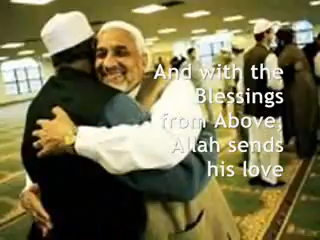 And with the
Blessings
from Above,
Allah sends
his love